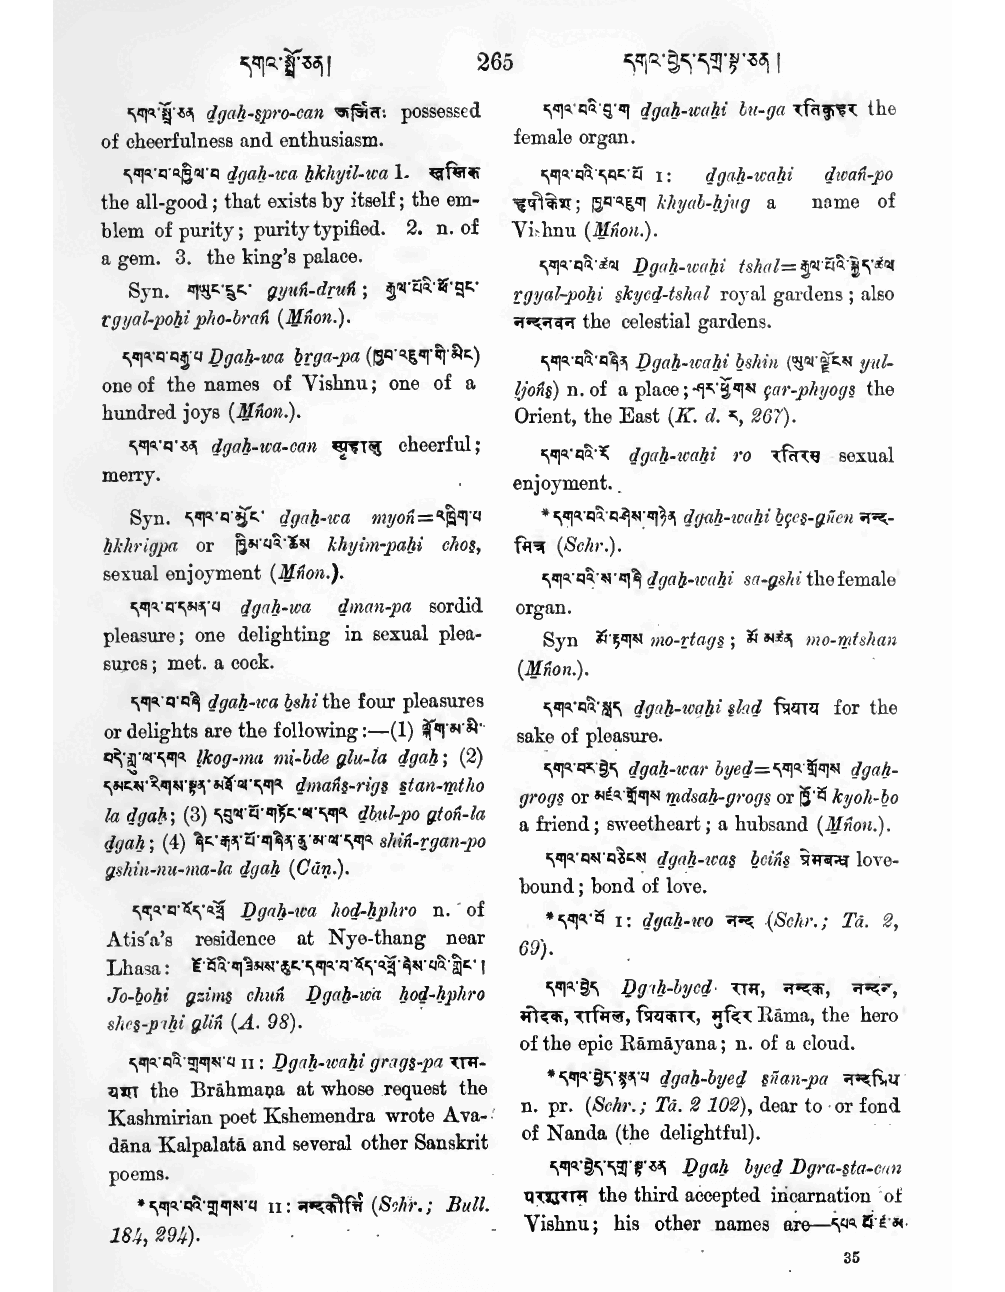 དགའ་སྤྲོ་ཅན། 265 དགའ་བྱེད་དགྲ་སྟ་ཅན།
དགའ་སྤྲོ་ཅན dgaḥ-spro-can ऊर्जित: possessed
of cheerfulness and enthusiasm.
དགའ་བ་འཁྱིལ་བ dgaḥ-wa ḥkhyil-wa 1. स्वस्तिक
the all-good; that exists by itself; the em-
blem of purity; purity typified. 2. n. of
a gem. 3. the king's palace.
Syn. གཡུང་དྲུང་ gyuṅ-druṅ; རྒྱལ་པོའི་ཕོ་བྲང་
rgyal-poḥi pho-braṅ (Mṅon.).
དགའ་བ་བརྒྱ་པ Dgaḥ-wa brga-pa (ཁྱབ་འཇུག་གི་མིང)
one of the names of Vishnu; one of a
hundred joys (Mṅon.).
དགའ་བ་ཅན dgaḥ-wa-can स्पृहालु cheerful;
merry.
Syn. དགའ་བ་མྱོང་ dgaḥ-wa myoṅ=འཁྲིག་པ
ḥkhrigpa or ཁྱིམ་པའི་ཆོས khyim-paḥi chos,
sexual enjoyment (Mṅon.).
དགའ་བ་དམན་པ dgaḥ-wa dman-pa sordid
pleasure; one delighting in sexual plea-
sures; met. a cock.
དགའ་བ་བཞི dgaḥ-wa bshi the four pleasures
or delights are the following:—(1) ལྐོག་མ་མི་
བདེ་གླུ་ལ་དགའ lkog-ma mi-bde glu-la dgaḥ; (2)
དམངས་རིགས་སྟན་མཐོ་ལ་དགའ dmaṅs-rigs stan-mtho
la dgaḥ; (3) དབུལ་པོ་གཏོང་ལ་དགའ dbul-po gtoṅ-la
dgaḥ; (4) ཞིང་རྒན་པོ་གཞིན་ནུ་མ་ལ་དགའ shiṅ-rgan-po
gshin-nu-ma-la dgaḥ (Cāṇ.).
དགའ་བ་འོད་འཕྲོ Dgaḥ-wa hod-hphro n. of
Atis'a's residence at Nye-thang near
Lhasa: ཇོ་བོའི་གཟིམས་ཆུང་དགའ་བ་འོད་འཕྲོ་ཞེས་པའི་གླིང་།
Jo-boḥi gzims chuṅ Dgaḥ-wa ḥod-ḥphro
shes-paḥi gliṅ (A. 98).
དགའ་བའི་གྲགས་པ II: Dgaḥ-waḥi grags-pa राम-
यशा the Brāhmaṇa at whose request the
Kashmirian poet Kshemendra wrote Ava-
dāna Kalpalatā and several other Sanskrit
poems.
*དགའ་བའི་གྲགས་པ II: नन्दकीर्त्ति (Schr.; Bull.
184, 294).
དགའ་བའི་བུ་ག dgaḥ-waḥi bu-ga रतिकुहर the
female organ.
དགའ་བའི་དབང་པོ I: dgaḥ-waḥi dwaṅ-po
हृषीकेश; ཁྱབ་འཇུག khyab-ḥjug a name of
Vishnu (Mṅon.).
དགའ་བའི་ཚལ Dgaḥ-waḥi tshal=རྒྱལ་པོའི་སྐྱེད་ཚལ
rgyal-poḥi skyed-tshal royal gardens; also
नन्दनवन the celestial gardens.
དགའ་བའི་བཞིན Dgaḥ-waḥi bshin (ཡུལ་ལྗོངས yul-
ljoṅs) n. of a place; ཤར་ཕྱོགས çar-phyogs the
Orient, the East (K. d. ར, 267).
དགའ་བའི་རོ dgaḥ-waḥi ro रतिरस sexual
enjoyment.
*དགའ་བའི་བཤེས་གཉེན dgaḥ-waḥi bçes-gñen नन्द-
मित्र (Schr.).
དགའ་བའི་ས་གཞི dgaḥ-waḥi sa-gshi the female
organ.
Syn མོ་རྟགས mo-rtags; མོ མཚན mo-mtshan
(Mṅon.).
དགའ་བའི་སླད dgaḥ-waḥi slad प्रियाय for the
sake of pleasure.
དགའ་བར་བྱེད dgaḥ-war byed=དགའ་གྲོགས dgaḥ-
grogs or མཛའ་གྲོགས mdsaḥ-grogs or ཁྱོ་བོ kyoh-bo
a friend; sweetheart; a hubsand (Mṅon.).
དགའ་བས་བཅིངས dgaḥ-was bciṅs प्रेमबन्ध love-
bound; bond of love.
*དགའ་བོ I: dgaḥ-wo नन्द (Schr.; Tā. 2,
69).
དགའ་བྱེད Dgah-byed राम, नन्दक, नन्दन,
मोदक, रामिल, प्रियकार, मुदिर Rāma, the hero
of the epic Rāmāyana; n. of a cloud.
*དགའ་བྱེད་སྙན་པ dgaḥ-byed sñan-pa नन्दप्रिय
n. pr. (Schr.; Tā. 2 102), dear to or fond
of Nanda (the delightful).
དགའ་བྱེད་དགྲ་སྟ་ཅན Dgaḥ byed Dgra-sta-can
परशुराम the third accepted incarnation of
Vishnu; his other names are—
35